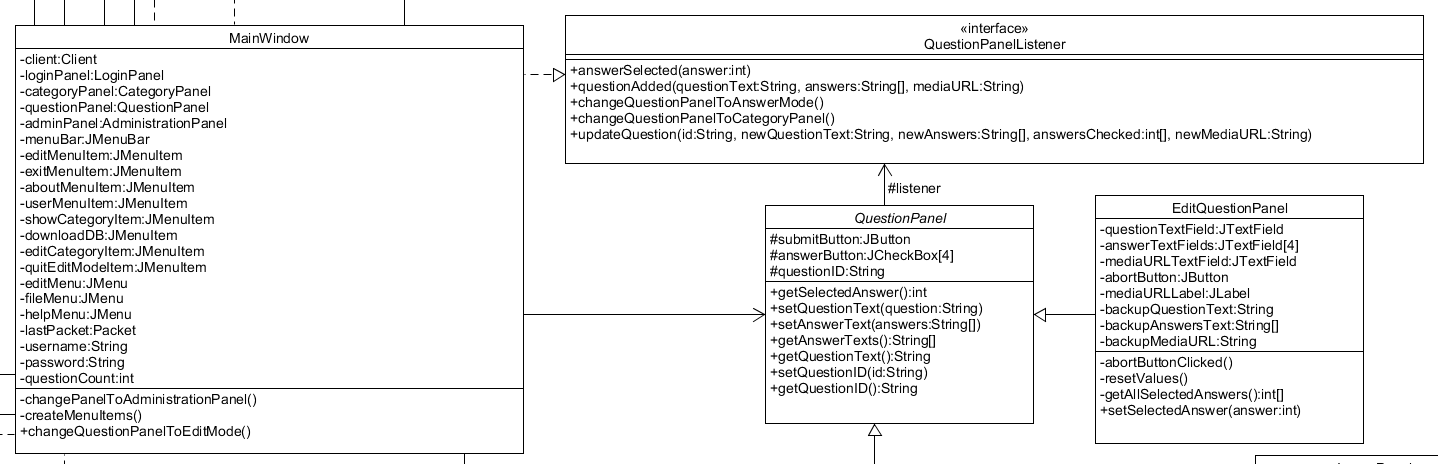 MainWindow
-client:Client
-loginPanel:LoginPanel
-categoryPanel:CategoryPanel
-questionPanel:QuestionPanel
-adminPanel:AdministrationPanel
-menuBar:JMenuBar
-editMenuItem:JMenuItem
-exitMenuItem:JMenuItem
-aboutMenuItem:JMenuItem
-userMenuItem:JMenuItem
-showCategoryItem:JMenuItem
-downloadDB:JMenuItem
-editCategoryItem:JMenuItem
-quitEditModeItem:JMenuItem
-editMenu:JMenu
-fileMenu:JMenu
-helpMenu:JMenu
-lastPacket:Packet
-username:String
-password:String
-questionCount:int
-changePanelToAdministrationPanel()
-createMenuItems()
+changeQuestionPanelToEditMode()
«interface»
QuestionPanelListener
+answerSelected(answer:int)
+questionAdded(questionText:String, answers:String[], mediaURL:String)
+changeQuestionPanelToAnswerMode()
+changeQuestionPanelToCategoryPanel()
+updateQuestion(id:String, newQuestionText:String, newAnswers:String[], answersChecked:int[], newMediaURL:String)
#listener
QuestionPanel
#submitButton:JButton
#answerButton:JCheckBox[4]
#questionID:String
+getSelectedAnswer():int
+setQuestionText(question:String)
+setAnswerText(answers:String[])
+getAnswerTexts():String[]
+getQuestionText():String
+setQuestionID(id:String)
+getQuestionID():String
EditQuestionPanel
-questionTextField:JTextField
-answerTextFields:JTextField[4]
-mediaURLTextField:JTextField
-abortButton:JButton
-mediaURLLabel:JLabel
-backupQuestionText:String
-backupAnswersText:String[]
-backupMediaURL:String
-abortButtonClicked()
-resetValues()
-getAllSelectedAnswers():int[]
+setSelectedAnswer(answer:int)